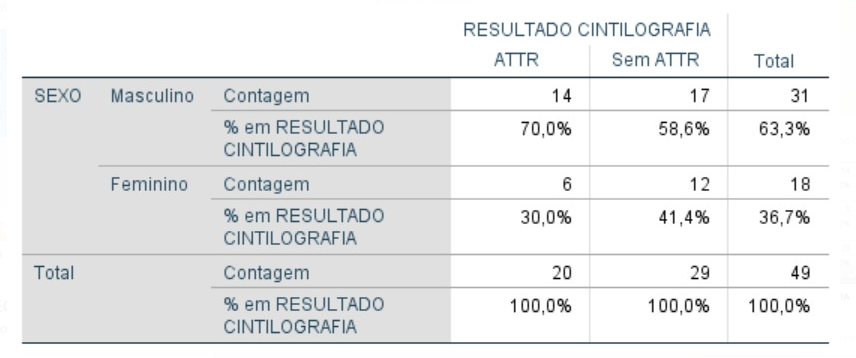 RESULTADO CINTILOGRAFIA
ATTR Sem ATTR Total
SEXO Masculino Contagem 14 17 31
% em RESULTADO CINTILOGRAFIA 70,0% 58,6% 63,3%
Feminino Contagem 6 12 18
% em RESULTADO CINTILOGRAFIA 30,0% 41,4% 36,7%
Total Contagem 20 29 49
% em RESULTADO CINTILOGRAFIA 100,0% 100,0% 100,0%